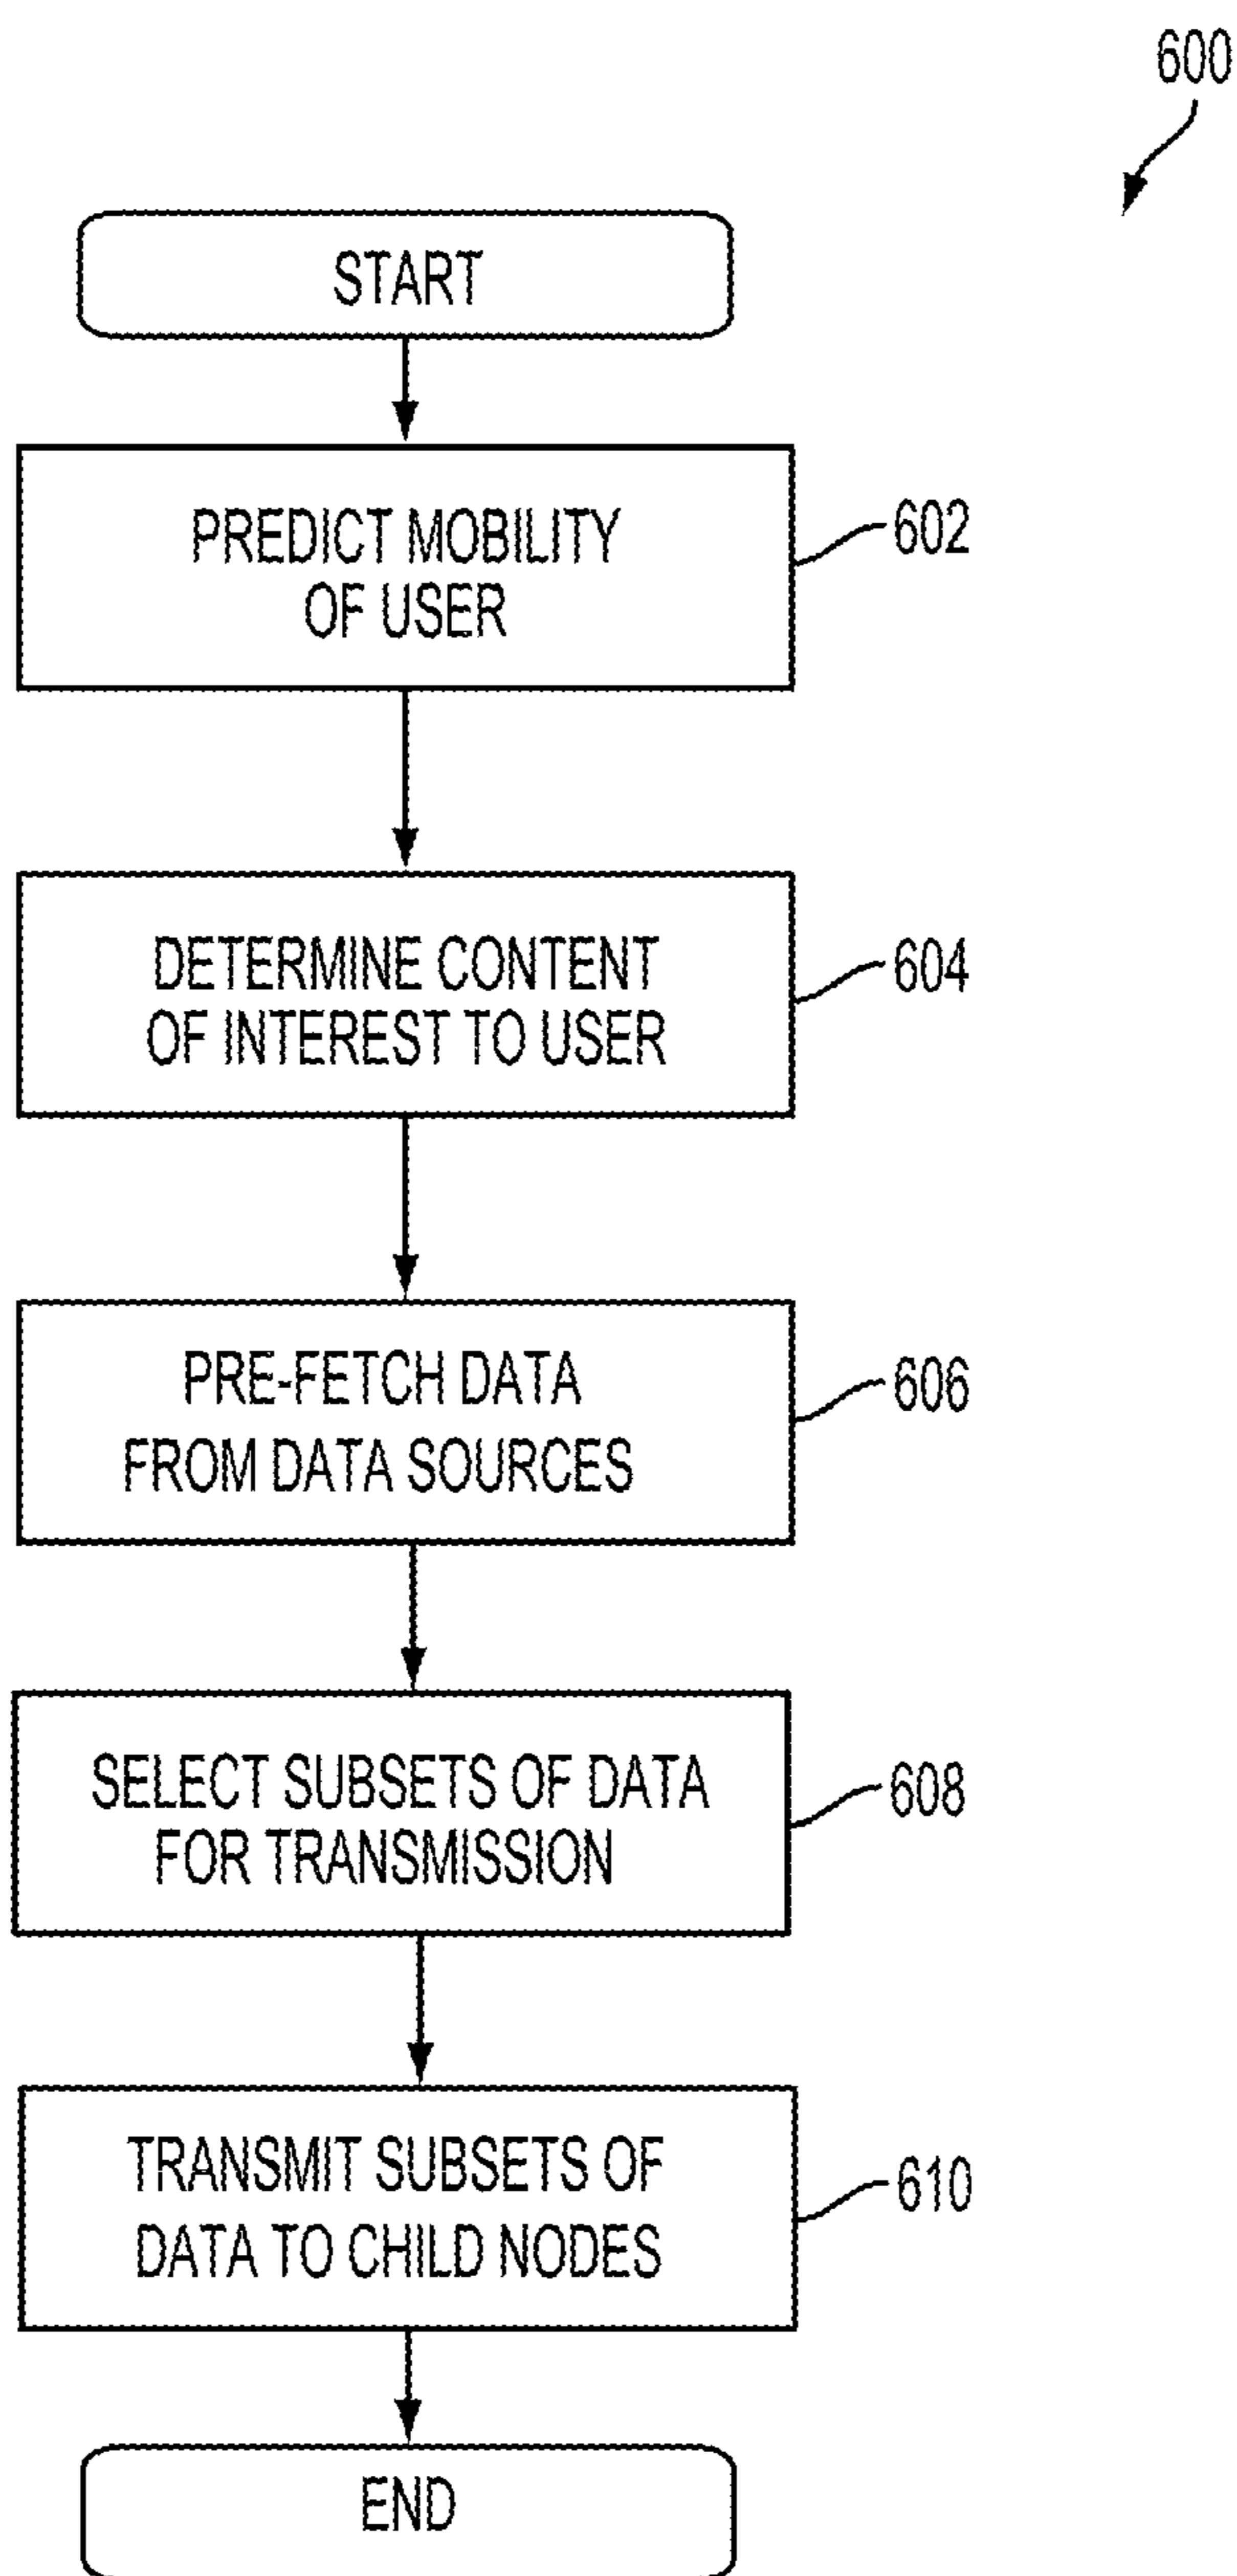 600
START
PREDICT MOBILITY
OF USER
602
DETERMINE CONTENT
OF INTEREST TO USER
604
PRE-FETCH DATA
FROM DATA SOURCES
606
SELECT SUBSETS OF DATA
FOR TRANSMISSION
608
TRANSMIT SUBSETS OF
DATA TO CHILD NODES
610
END